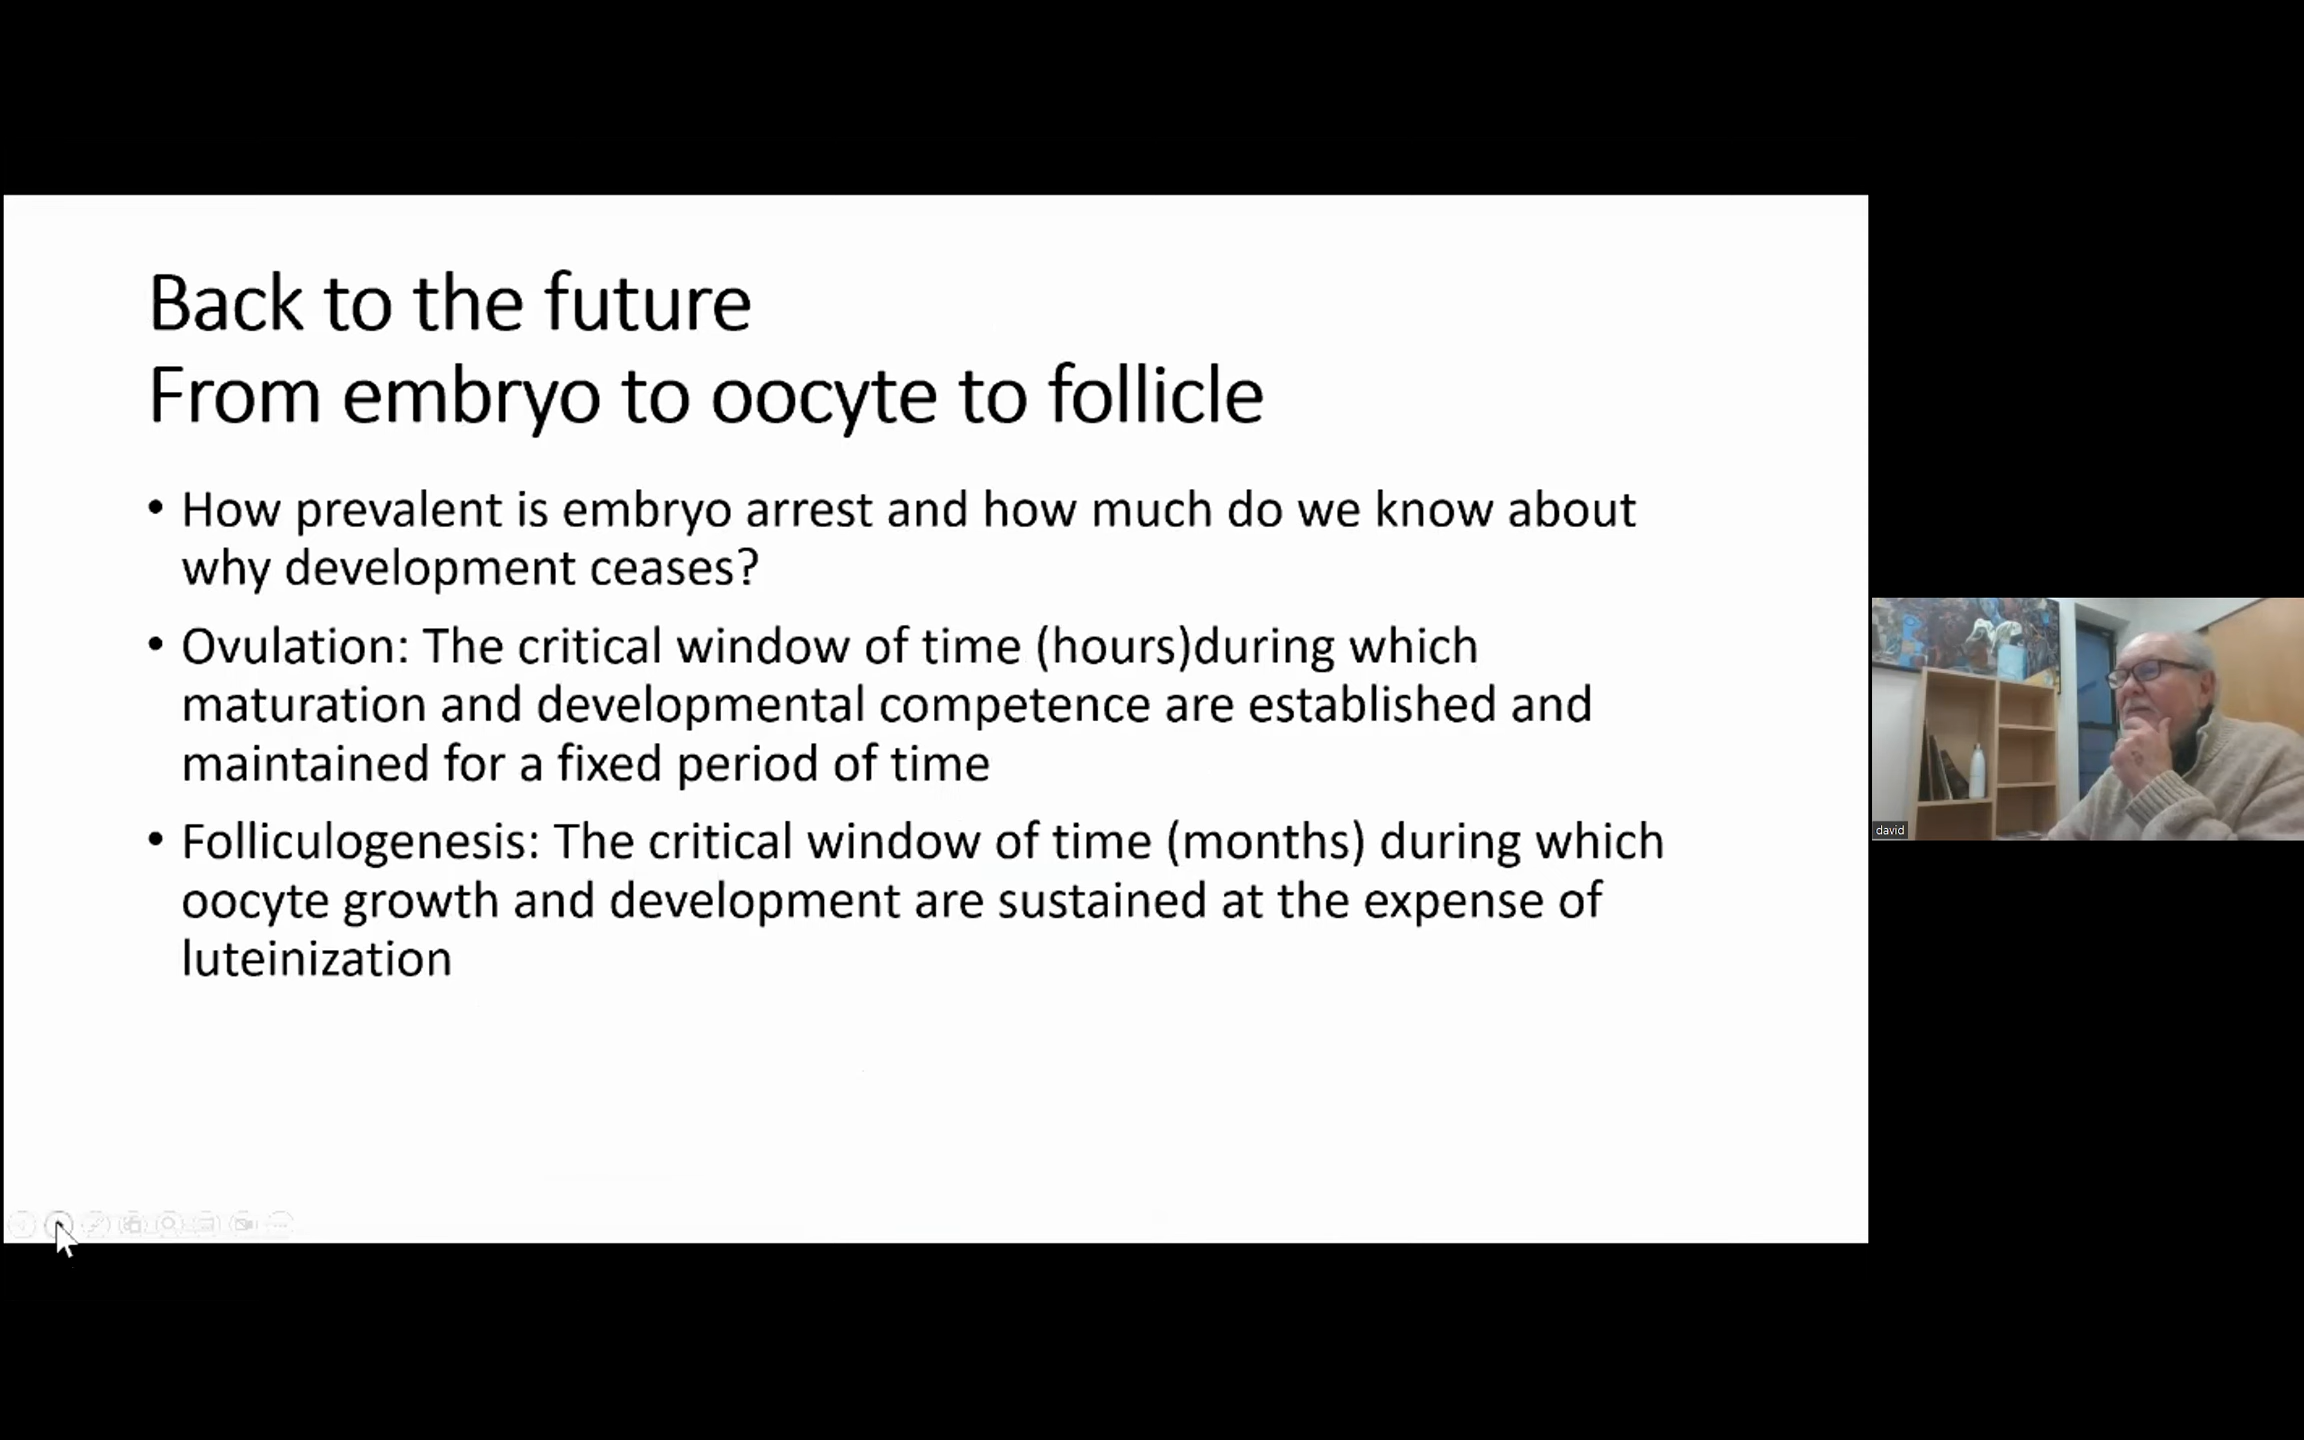 Back to the future
From embryo to oocyte to follicle
• How prevalent is embryo arrest and how much do we know about
why development ceases?
• Ovulation: The critical window of time (hours)during which
maturation and developmental competence are established and
maintained for a fixed period of time
• Folliculogenesis: The critical window of time (months) during which
oocyte growth and development are sustained at the expense of
luteinization
david